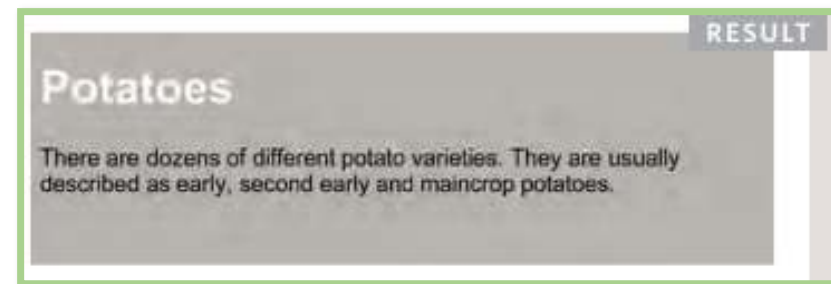 RESULT
Potatoes
There are dozens of different potato varieties. They are usually
described as early, second early and maincrop potatoes.